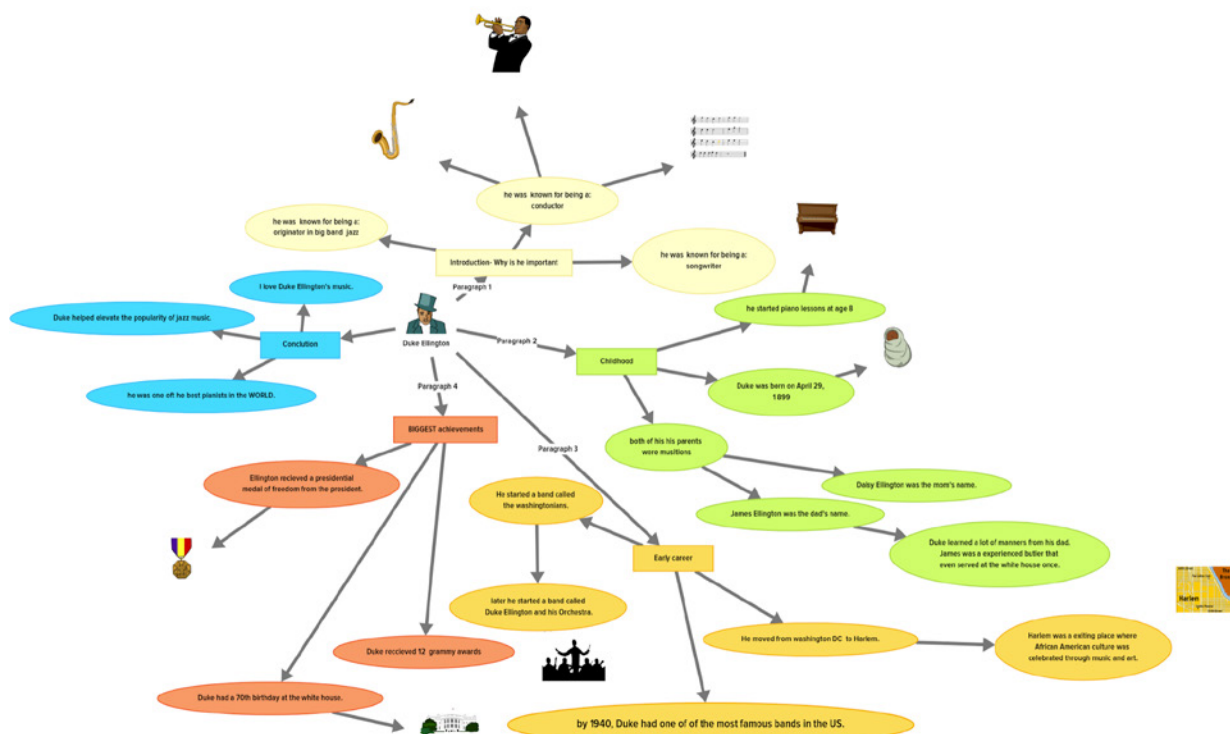 he was known for being a:
conductor
he was known for being a:
originator in big band jazz
Introduction- Why is he important
he was known for being a:
songwriter
Paragraph 1
I love Duke Ellington's music.
Duke helped elevate the popularity of jazz music.
Conclution
he was one oft he best pianists in the WORLD.
Duke Ellington
Paragraph 2
Childhood
he started piano lessons at age 8
Duke was born on April 29,
1899
both of his his parents
were musitions
Daisy Ellington was the mom's name.
James Ellington was the dad's name.
Duke learned a lot of manners from his dad.
James was a experienced butler that
even served at the white house once.
Paragraph 4
BIGGEST achievements
Ellington recieved a presidential
medal of freedom from the president.
Duke reccieved 12 grammy awards
Duke had a 70th birthday at the white house.
Paragraph 3
Early career
He started a band called
the washingtonians.
later he started a band called
Duke Ellington and his Orchestra.
He moved from washington DC to Harlem.
Harlem was a exiting place where
African American culture was
celebrated through music and art.
by 1940, Duke had one of of the most famous bands in the US.
Harlem